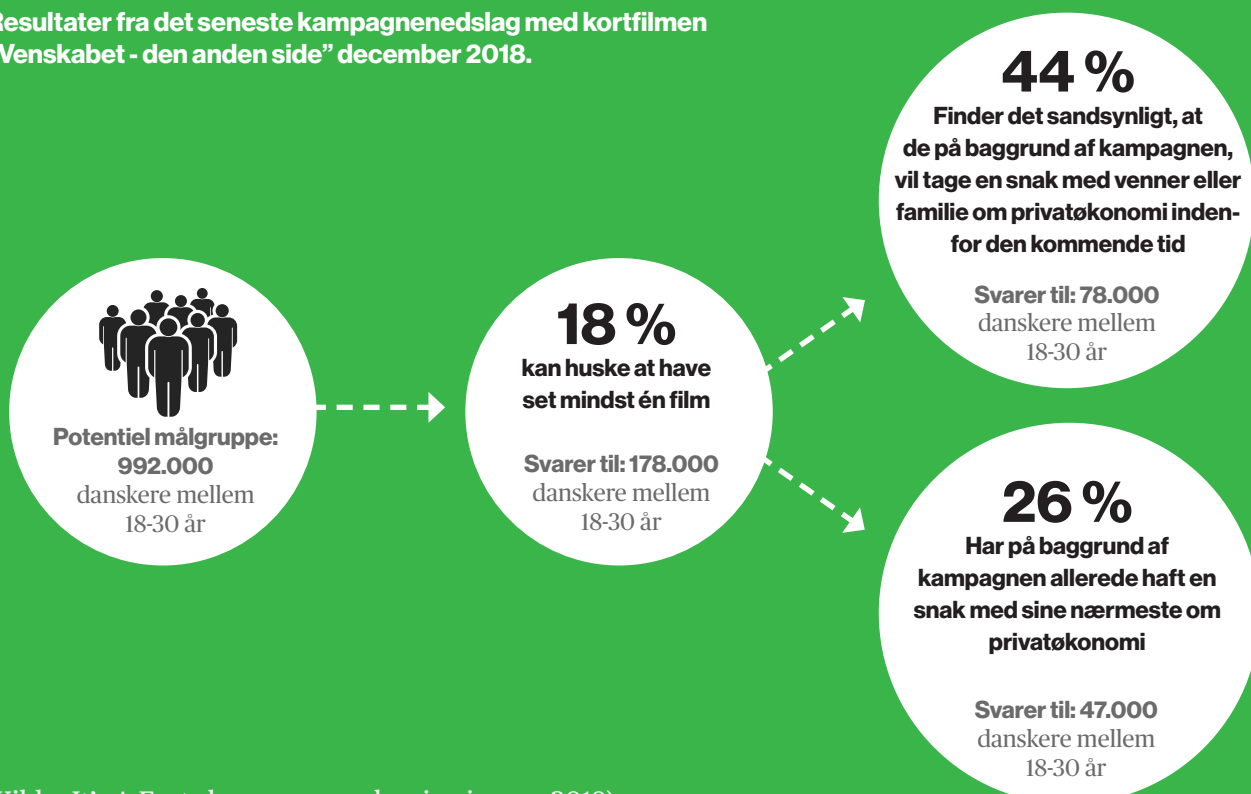 Resultater fra det seneste kampagnenedslag med kortfilmen
Venskabet - den anden side” december 2018.
44 %
Finder det sandsynligt, at
de på baggrund af kampagnen,
vil tage en snak med venner eller
familie om privatøkonomi inden-
for den kommende tid
Svarer til: 78.000
danskere mellem
18-30 år
Potentiel målgruppe:
992.000
danskere mellem
18-30 år
18 %
kan huske at have
set mindst én film
Svarer til: 178.000
danskere mellem
18-30 år
26 %
Har på baggrund af
kampagnen allerede haft en
snak med sine nærmeste om
privatøkonomi
Svarer til: 47.000
danskere mellem
18-30 år